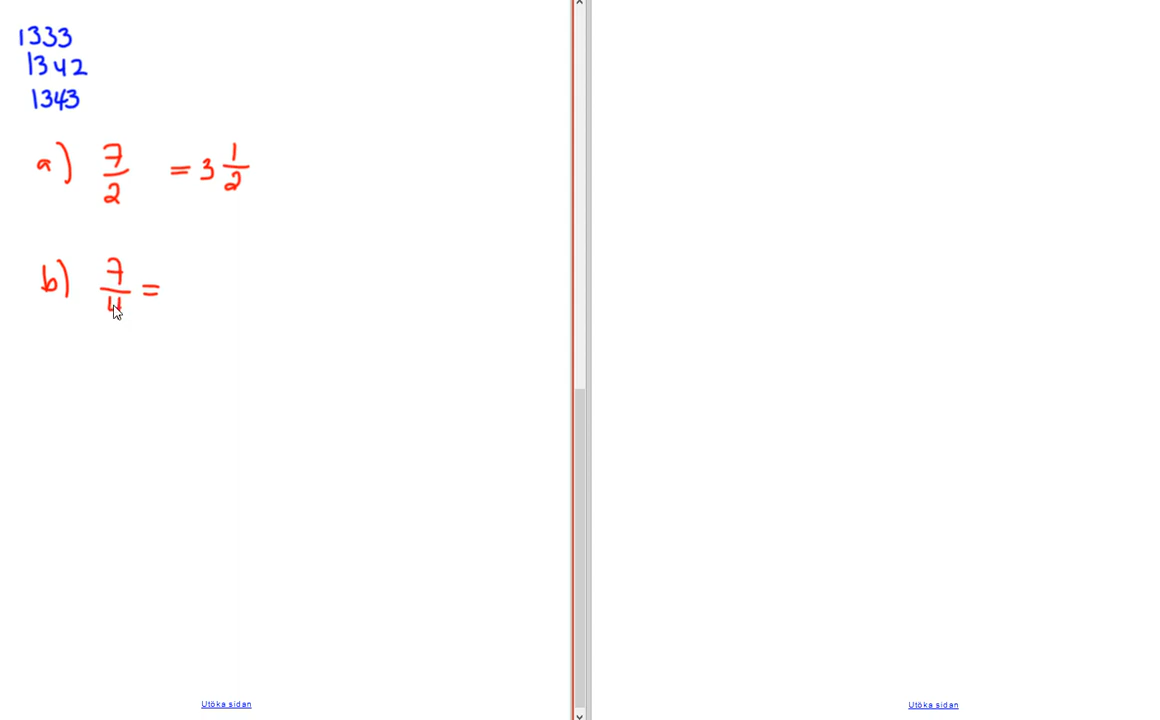 1333
1342
1343
a) 7/2 = 3 1/2
b) 7/4 =
Utöka sidan
Utöka sidan